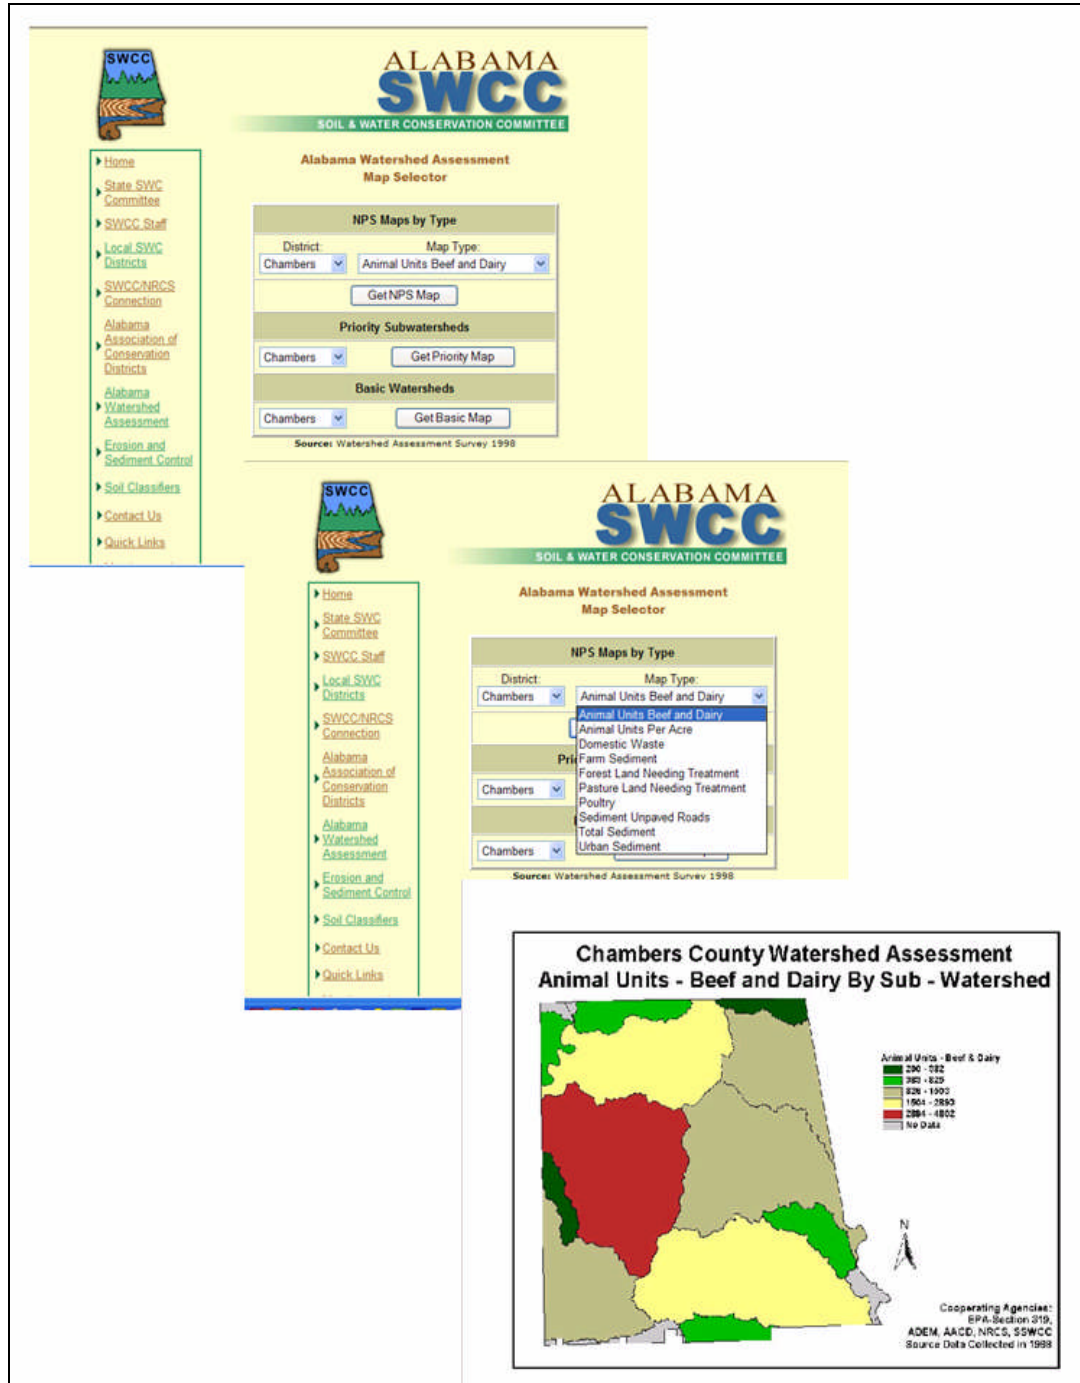 SWCC
ALABAMA
SWCC
SOIL & WATER CONSERVATION COMMITTEE
Home
State SWC
Committee
SWCC Staff
Local SWC
Districts
SWCC/NRCS
Connection
Alabama
Association of
Conservation
Districts
Alabama
Watershed
Assessment
Erosion and
Sediment Control
Soil Classifiers
Contact Us
Quick Links
Alabama Watershed Assessment
Map Selector
NPS Maps by Type
District: Map Type:
Chambers Animal Units Beef and Dairy
Get NPS Map
Priority Subwatersheds
Chambers Get Priority Map
Basic Watersheds
Chambers Get Basic Map
Source: Watershed Assessment Survey 1998
SWCC
ALABAMA
SWCC
SOIL & WATER CONSERVATION COMMITTEE
Home
State SWC
Committee
SWCC Staff
Local SWC
Districts
SWCC/NRCS
Connection
Alabama
Association of
Conservation
Districts
Alabama
Watershed
Assessment
Erosion and
Sediment Control
Soil Classifiers
Contact Us
Quick Links
Alabama Watershed Assessment
Map Selector
NPS Maps by Type
District: Map Type:
Chambers Animal Units Beef and Dairy
Animal Units Beef and Dairy
Animal Units Per Acre
Domestic Waste
Farm Sediment
Forest Land Needing Treatment
Pasture Land Needing Treatment
Poultry
Sediment Unpaved Roads
Total Sediment
Urban Sediment
Chambers
Chambers
Source: Watershed Assessment Survey 1998
Chambers County Watershed Assessment
Animal Units - Beef and Dairy By Sub - Watershed
Animal Units - Beef & Dairy
383 - 825
1504 - 2893
2894 - 4802
No Data
N
Cooperating Agencies:
EPA-Section 319,
ADEM, AACD, NRCS, SSWCC
Source Data Collected in 1998